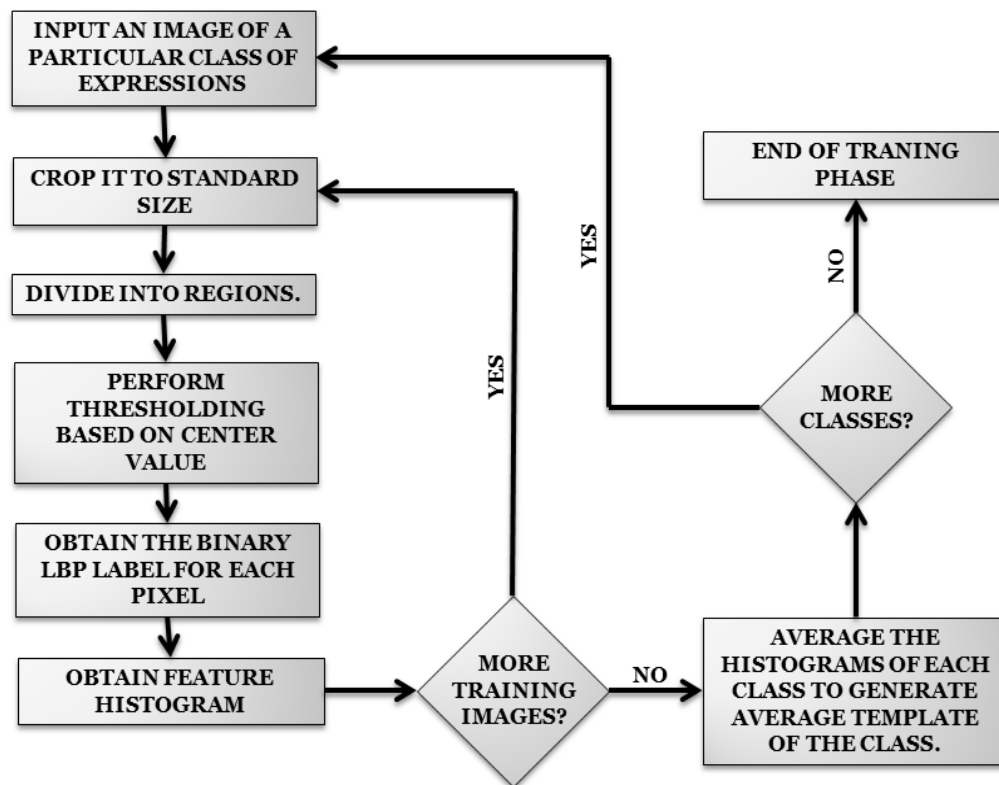 INPUT AN IMAGE OF A
PARTICULAR CLASS OF
EXPRESSIONS
CROP IT TO STANDARD
SIZE
DIVIDE INTO REGIONS.
PERFORM
THRESHOLDING
BASED ON CENTER
VALUE
OBTAIN THE BINARY
LBP LABEL FOR EACH
PIXEL
OBTAIN FEATURE
HISTOGRAM
MORE
TRAINING
IMAGES?
YES
NO
AVERAGE THE
HISTOGRAMS OF EACH
CLASS TO GENERATE
AVERAGE TEMPLATE
OF THE CLASS.
MORE
CLASSES?
YES
NO
END OF TRANING
PHASE